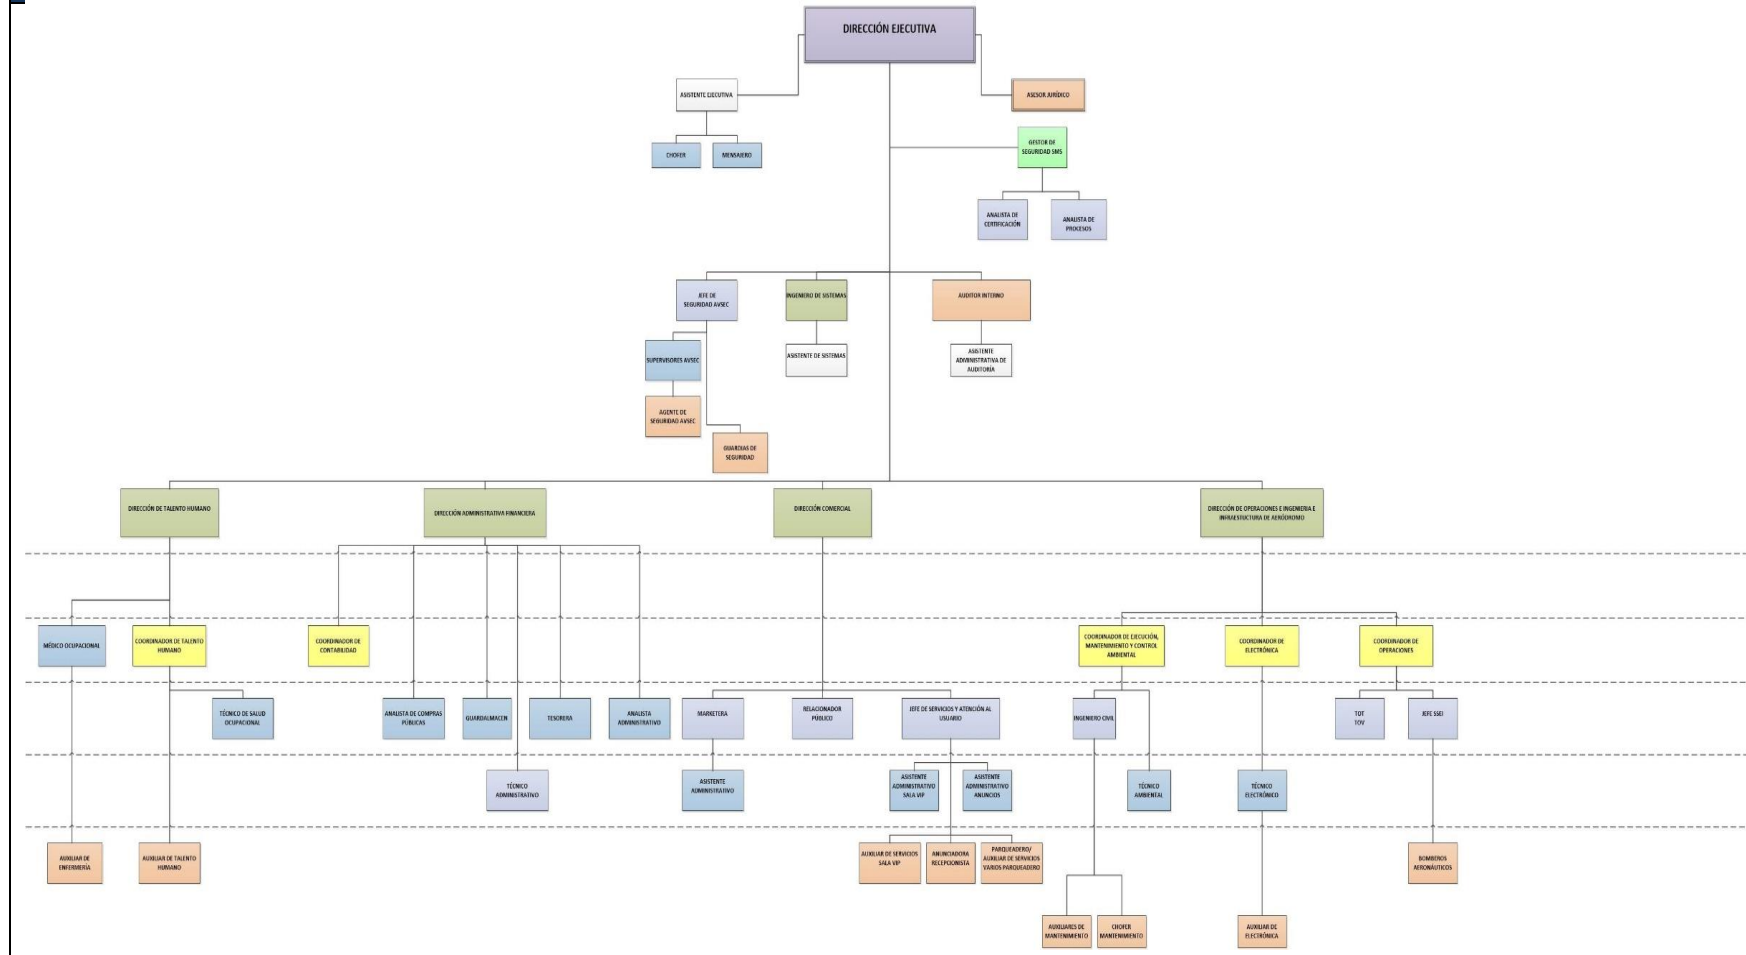 DIRECCIÓN EJECUTIVA
ASISTENTE EJECUTIVA
ASESOR JURÍDICO
CHOFER
MENSAJERO
GESTOR DE
SEGURIDAD SMS
ANALISTA DE
CERTIFICACIÓN
ANALISTA DE
PROCESOS
JEFE DE
SEGURIDAD AVSEC
INGENIERO DE SISTEMAS
AUDITOR INTERNO
SUPERVISORES AVSEC
ASISTENTE DE SISTEMAS
ASISTENTE
ADMINISTRATIVA DE
AUDITORÍA
AGENTE DE
SEGURIDAD AVSEC
GUARDIAS DE
SEGURIDAD
DIRECCIÓN DE TALENTO HUMANO
DIRECCIÓN ADMINISTRATIVA FINANCIERA
DIRECCIÓN COMERCIAL
DIRECCIÓN DE OPERACIONES E INGENIERIA E
INFRAESTUCTURA DE AERÓDROMO
MÉDICO OCUPACIONAL
COORDINADOR DE TALENTO
HUMANO
COORDINADOR DE
CONTABILIDAD
COORDINADOR DE EJECUCIÓN,
MANTENIMIENTO Y CONTROL
AMBIENTAL
COORDINADOR DE
ELECTRÓNICA
COORDINADOR DE
OPERACIONES
TÉCNICO DE SALUD
OCUPACIONAL
ANALISTA DE COMPRAS
PÚBLICAS
GUARDALMACEN
TESORERA
ANALISTA
ADMINISTRATIVO
MARKETERA
RELACIONADOR
PÚBLICO
JEFE DE SERVICIOS Y ATENCIÓN AL
USUARIO
INGENIERO CIVIL
TOT
TOV
JEFE SSEI
TÉCNICO
ADMINISTRATIVO
ASISTENTE
ADMINISTRATIVO
ASISTENTE
ADMINISTRATIVO
SALA VIP
ASISTENTE
ADMINISTRATIVO
ANUNCIOS
TÉCNICO
AMBIENTAL
TÉCNICO
ELECTRÓNICO
AUXILIAR DE
ENFERMERÍA
AUXILIAR DE TALENTO
HUMANO
AUXILIAR DE SERVICIOS
SALA VIP
ANUNCIADORA
RECEPCIONISTA
PARQUEADERO/
AUXILIAR DE SERVICIOS
VARIOS PARQUEADERO
BOMBEROS
AERONÁUTICOS
AUXILIARES DE
MANTENIMIENTO
CHOFER
MANTENIMIENTO
AUXILIAR DE
ELECTRÓNICA